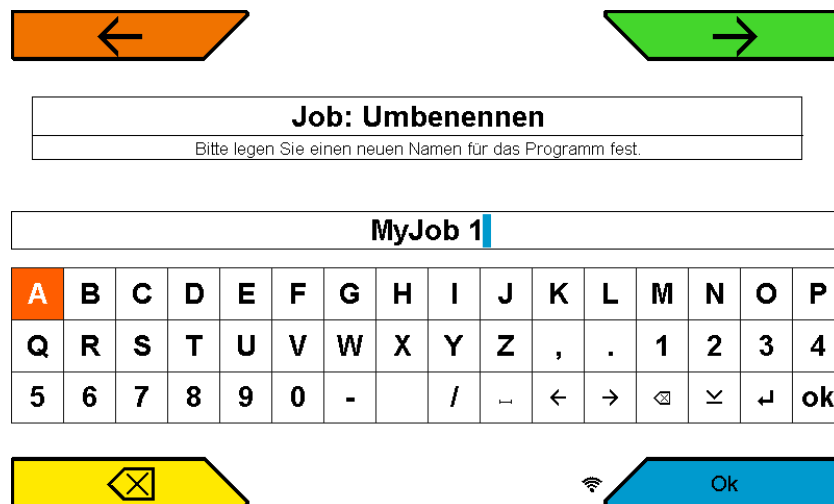 Job: Umbenennen
Bitte legen Sie einen neuen Namen für das Programm fest.
MyJob 1
A B C D E F G H I J K L M N O P
Q R S T U V W X Y Z , . 1 2 3 4
5 6 7 8 9 0 - / ⎵ ← → ⌫ ↵ ok
Ok